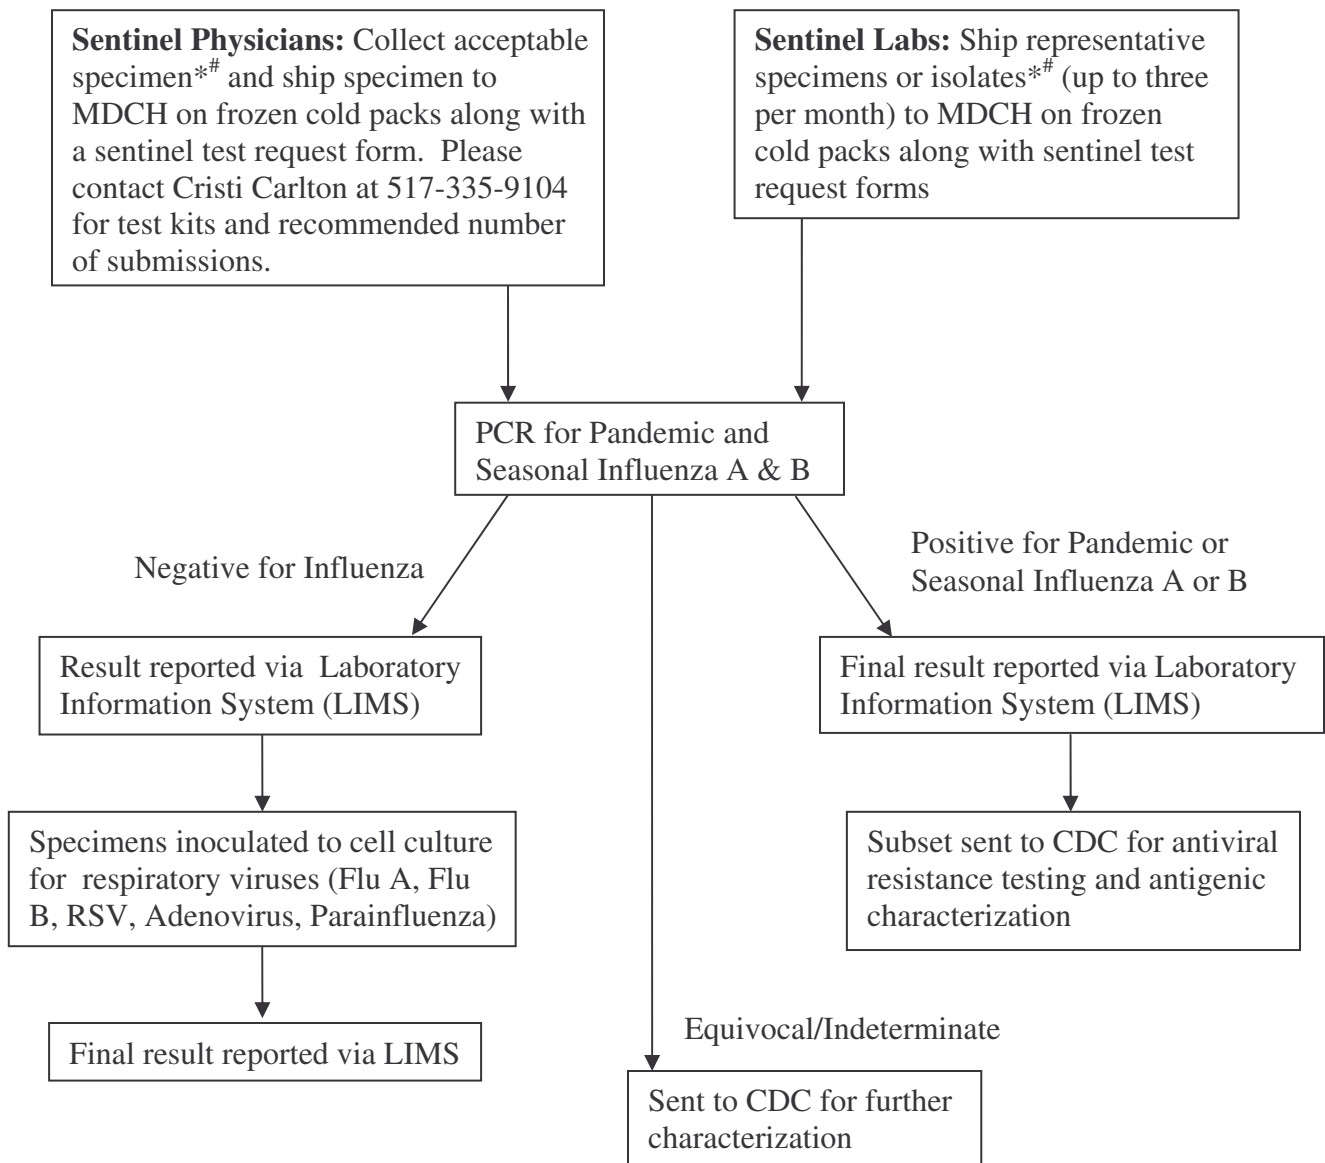 Sentinel Physicians: Collect acceptable
specimen*# and ship specimen to
MDCH on frozen cold packs along with
a sentinel test request form.  Please
contact Cristi Carlton at 517-335-9104
for test kits and recommended number
of submissions.
Sentinel Labs: Ship representative
specimens or isolates*# (up to three
per month) to MDCH on frozen
cold packs along with sentinel test
request forms
PCR for Pandemic and
Seasonal Influenza A & B
Negative for Influenza
Positive for Pandemic or
Seasonal Influenza A or B
Result reported via  Laboratory
Information System (LIMS)
Final result reported via Laboratory
Information System (LIMS)
Specimens inoculated to cell culture
for  respiratory viruses (Flu A, Flu
B, RSV, Adenovirus, Parainfluenza)
Subset sent to CDC for antiviral
resistance testing and antigenic
characterization
Final result reported via LIMS
Equivocal/Indeterminate
Sent to CDC for further
characterization